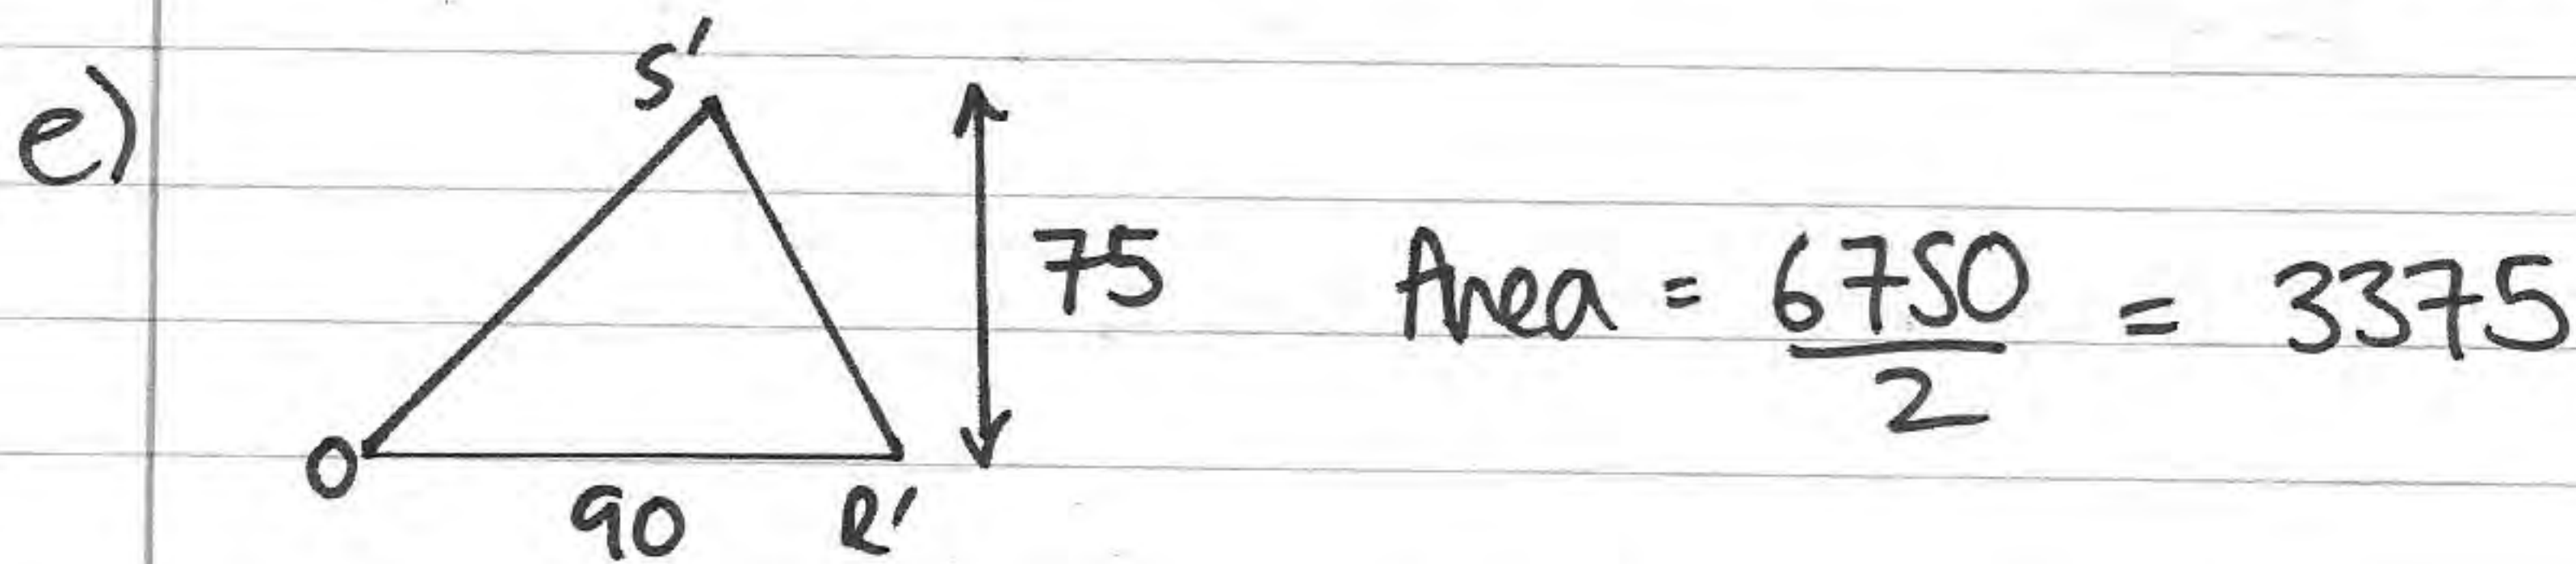 e)
S'
75
Area = 6750/2 = 3375
O
90
R'